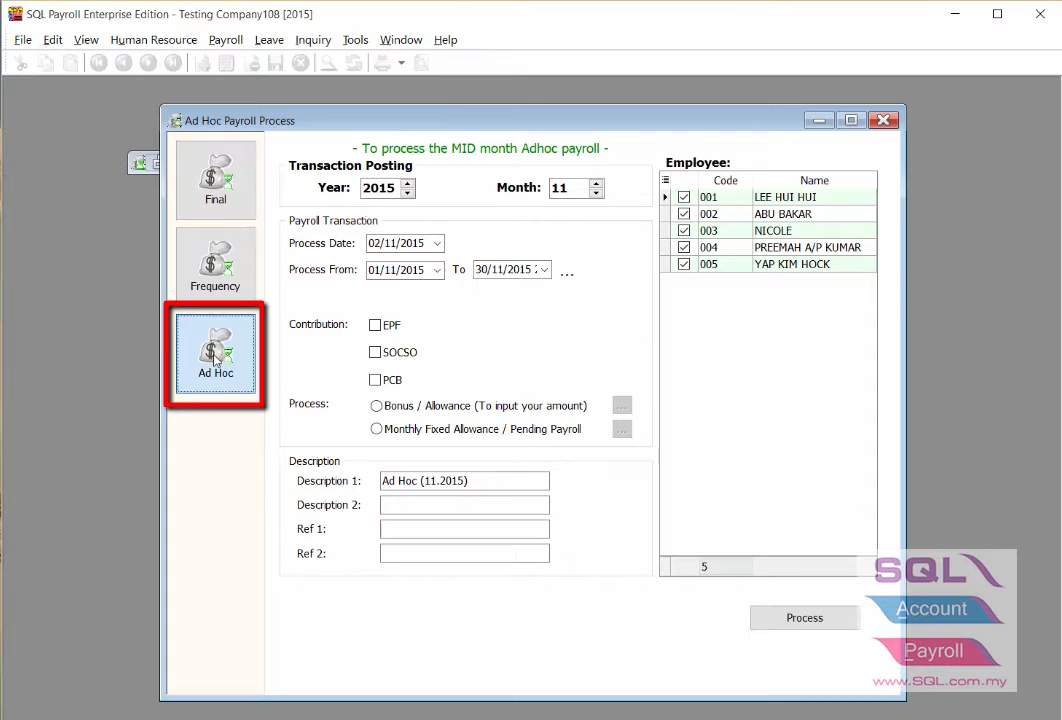 SQL Payroll Enterprise Edition - Testing Company108 [2015]
File Edit View Human Resource Payroll Leave Inquiry Tools Window Help
Ad Hoc Payroll Process
Final
Frequency
Ad Hoc
- To process the MID month Adhoc payroll -
Transaction Posting
Year: 2015 Month: 11
Payroll Transaction
Process Date: 02/11/2015
Process From: 01/11/2015 To 30/11/2015 ...
Contribution: EPF
SOCSO
PCB
Process: Bonus / Allowance (To input your amount) ...
Monthly Fixed Allowance / Pending Payroll ...
Description
Description 1: Ad Hoc (11.2015)
Description 2:
Ref 1:
Ref 2:
Employee:
Code Name
001 LEE HUI HUI
002 ABU BAKAR
003 NICOLE
004 PREEMAH A/P KUMAR
005 YAP KIM HOCK
5
Process
SQL
Account
Payroll
www.SQL.com.my